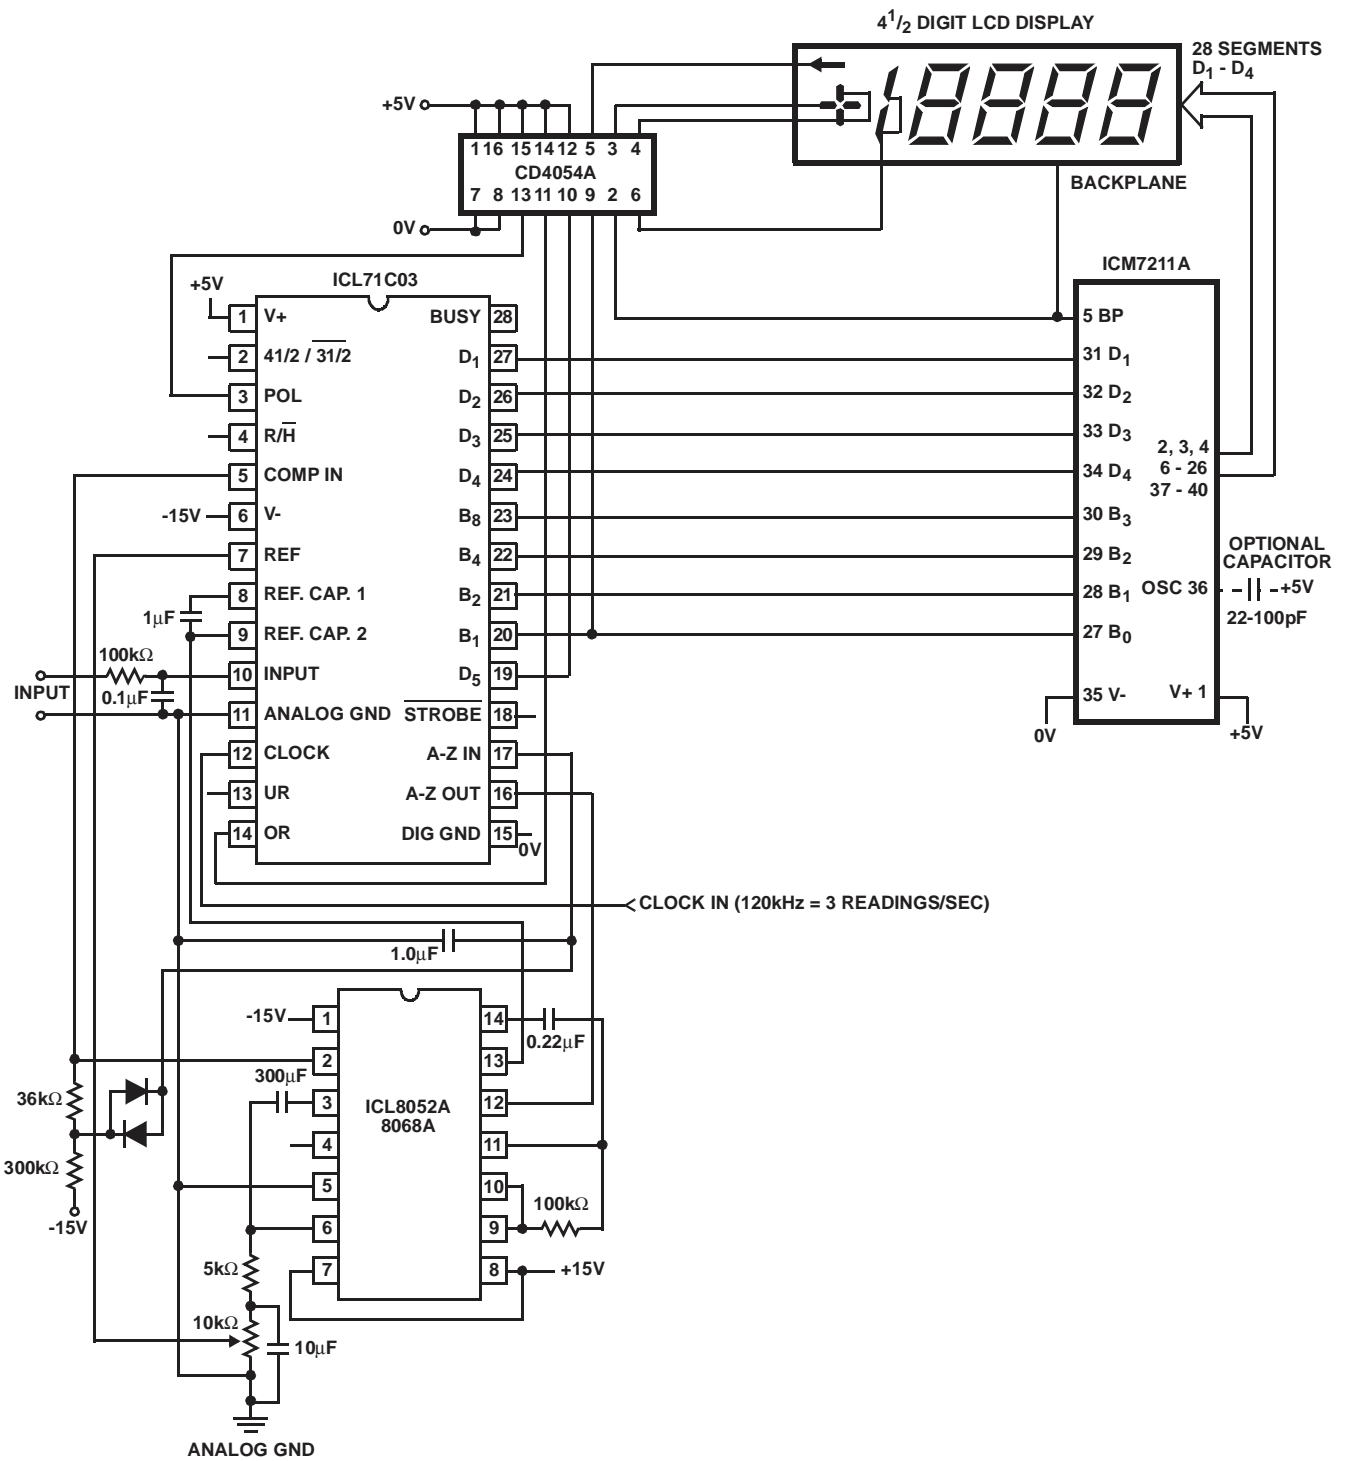 4 1/2 DIGIT LCD DISPLAY
28 SEGMENTS
D1 - D4
+5V
1 16 15 14 12 5 3 4
CD4054A
7 8 13 11 10 9 2 6
0V
BACKPLANE
ICL71C03
+5V
1 V+
2 41/2 / 31/2
3 POL
4 R/H
5 COMP IN
-15V
6 V-
7 REF
8 REF. CAP. 1
1µF
9 REF. CAP. 2
100kΩ
10 INPUT
INPUT
0.1µF
11 ANALOG GND
12 CLOCK
13 UR
14 OR
BUSY 28
D1 27
D2 26
D3 25
D4 24
B8 23
B4 22
B2 21
B1 20
D5 19
STROBE 18
A-Z IN 17
A-Z OUT 16
DIG GND 15
0V
ICM7211A
5 BP
31 D1
32 D2
33 D3
34 D4
30 B3
29 B2
28 B1
27 B0
35 V-
0V
2, 3, 4
6 - 26
37 - 40
OSC 36
V+ 1
+5V
OPTIONAL
CAPACITOR
+5V
22-100pF
CLOCK IN (120kHz = 3 READINGS/SEC)
1.0µF
-15V
1
2
300µF
3
4
5
6
7
ICL8052A
8068A
14
0.22µF
13
12
11
10
100kΩ
9
8
+15V
36kΩ
300kΩ
-15V
5kΩ
10kΩ
10µF
ANALOG GND